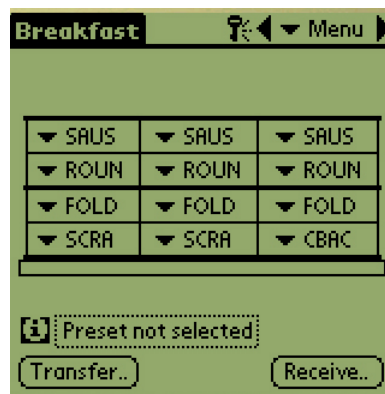 Breakfast Menu
SAUS SAUS SAUS
ROUN ROUN ROUN
FOLD FOLD FOLD
SCRA SCRA CBAC
Preset not selected
Transfer.. Receive..